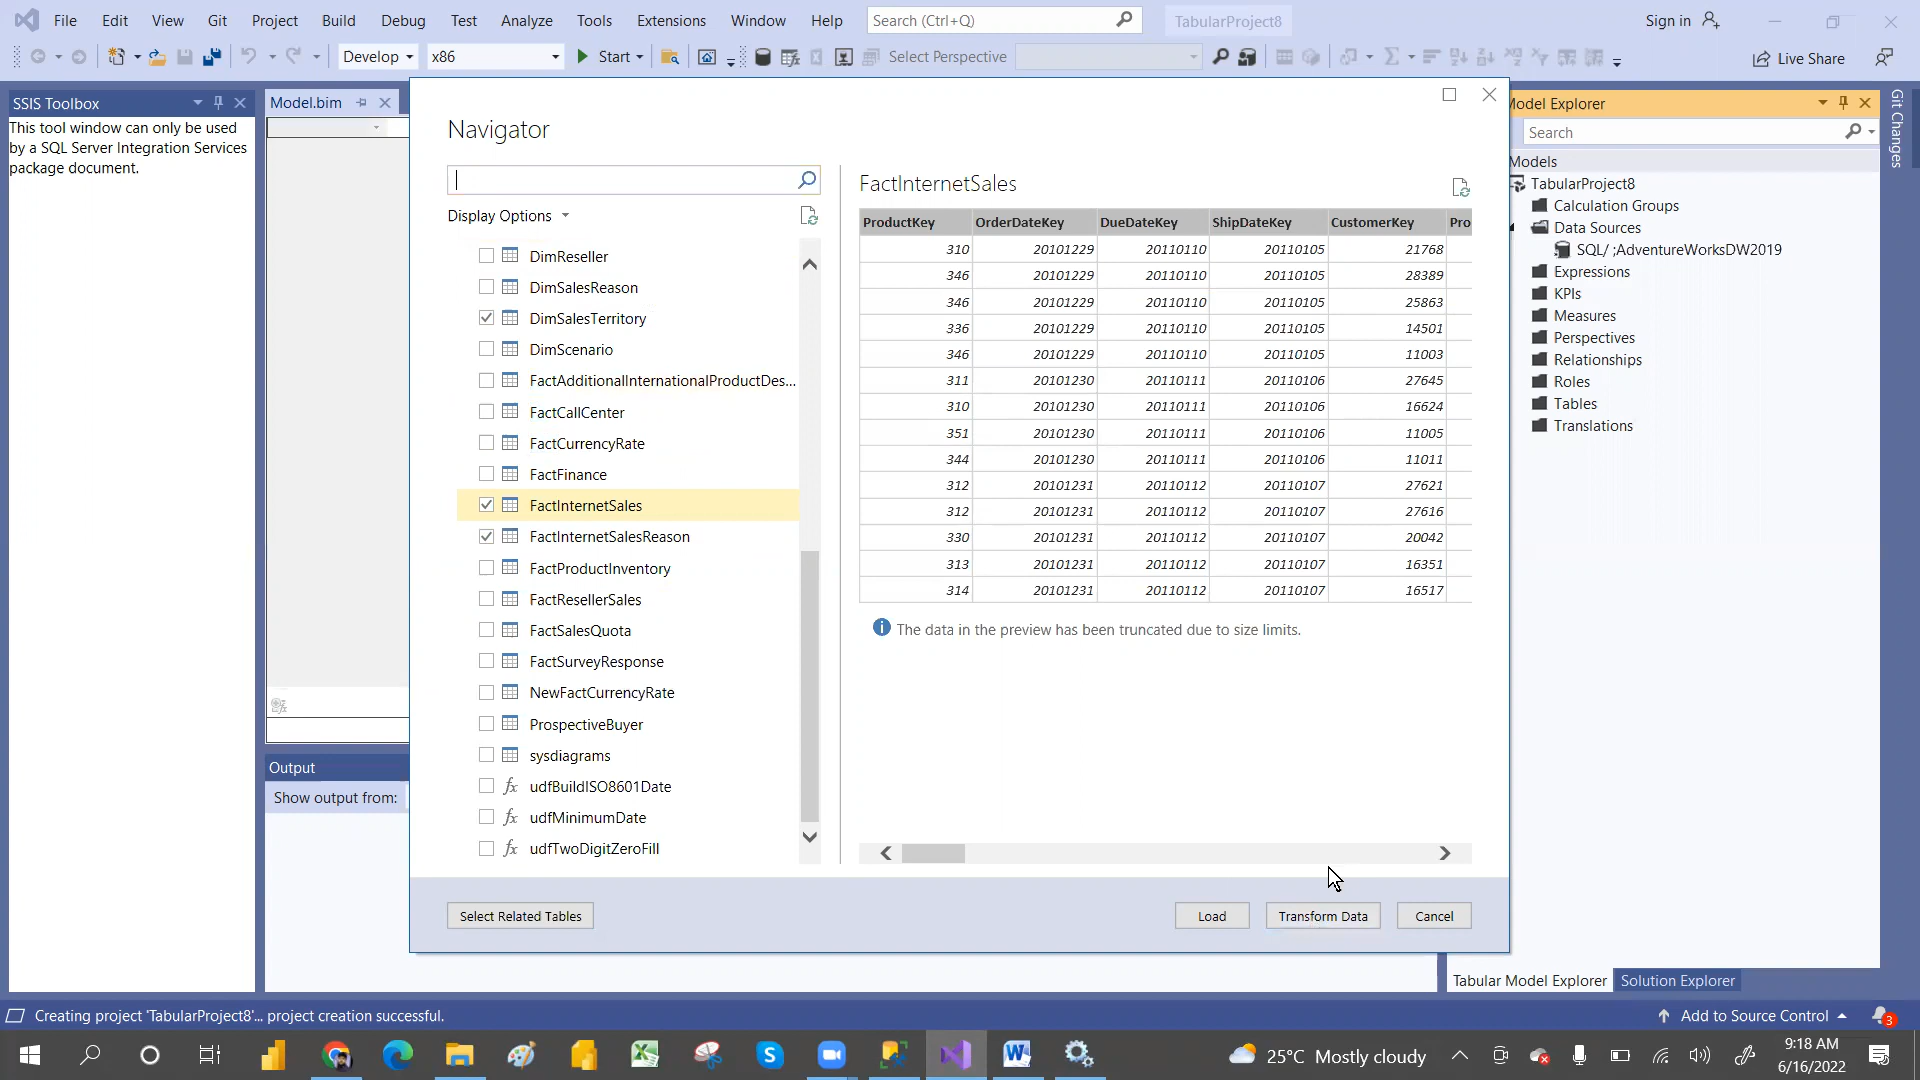 File Edit View Git Project Build Debug Test Analyze Tools Extensions Window Help Search (Ctrl+Q) TabularProject8 Sign in
Develop x86 Start Select Perspective Live Share
SSIS Toolbox
This tool window can only be used
by a SQL Server Integration Services
package document.
Model.bim
Navigator
Display Options
DimReseller
DimSalesReason
DimSalesTerritory
DimScenario
FactAdditionalInternationalProductDes...
FactCallCenter
FactCurrencyRate
FactFinance
FactInternetSales
FactInternetSalesReason
FactProductInventory
FactResellerSales
FactSalesQuota
FactSurveyResponse
NewFactCurrencyRate
ProspectiveBuyer
sysdiagrams
fx udfBuildISO8601Date
fx udfMinimumDate
fx udfTwoDigitZeroFill
FactInternetSales
ProductKey OrderDateKey DueDateKey ShipDateKey CustomerKey Pro
310 20101229 20110110 20110105 21768
346 20101229 20110110 20110105 28389
346 20101229 20110110 20110105 25863
336 20101229 20110110 20110105 14501
346 20101229 20110110 20110105 11003
311 20101230 20110111 20110106 27645
310 20101230 20110111 20110106 16624
351 20101230 20110111 20110106 11005
344 20101230 20110111 20110106 11011
312 20101231 20110112 20110107 27621
312 20101231 20110112 20110107 27616
330 20101231 20110112 20110107 20042
313 20101231 20110112 20110107 16351
314 20101231 20110112 20110107 16517
The data in the preview has been truncated due to size limits.
Select Related Tables Load Transform Data Cancel
Model Explorer
Search
Models
TabularProject8
Calculation Groups
Data Sources
SQL/ ;AdventureWorksDW2019
Expressions
KPIs
Measures
Perspectives
Relationships
Roles
Tables
Translations
Git Changes
Output
Show output from:
Tabular Model Explorer Solution Explorer
Creating project 'TabularProject8'... project creation successful.
Add to Source Control 3
25°C Mostly cloudy
9:18 AM
6/16/2022